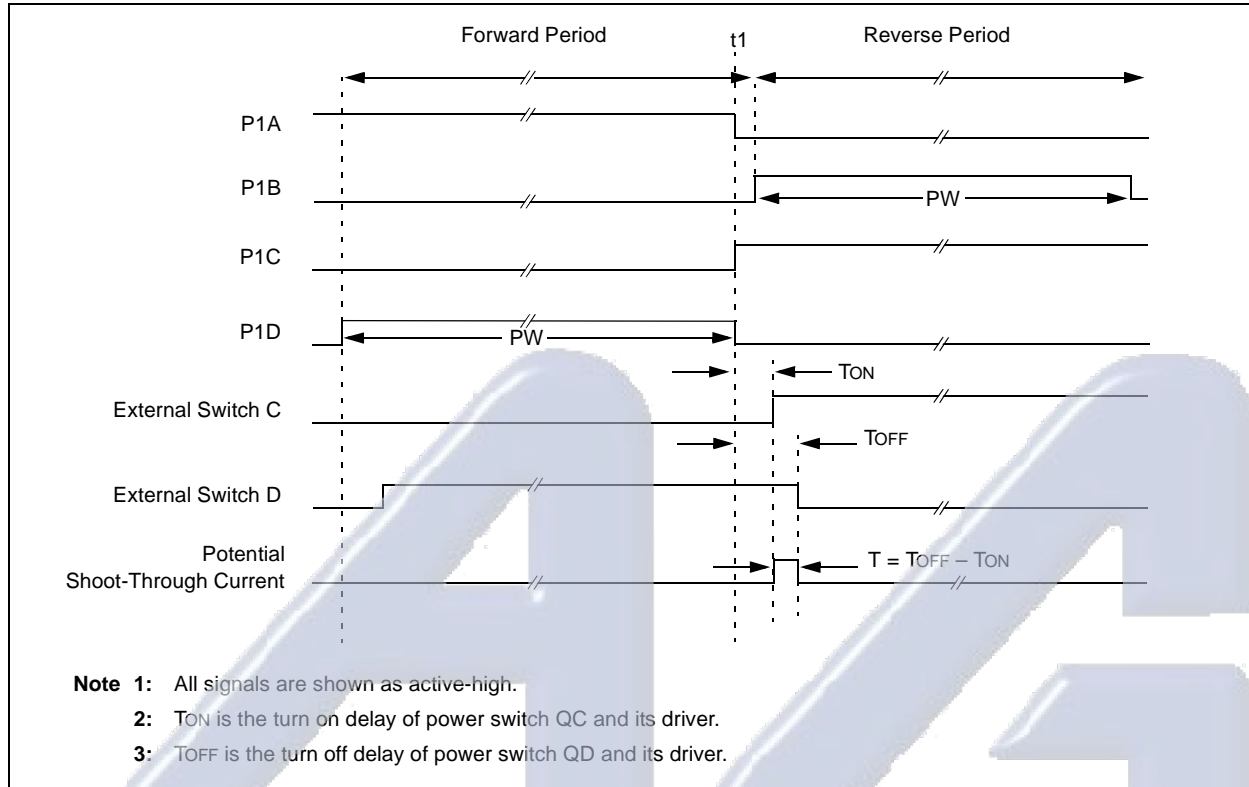 Forward Period
t1
Reverse Period
P1A
P1B
PW
P1C
P1D
PW
TON
External Switch C
TOFF
External Switch D
Potential
Shoot-Through Current
T = TOFF – TON
Note 1: All signals are shown as active-high.
2: TON is the turn on delay of power switch QC and its driver.
3: TOFF is the turn off delay of power switch QD and its driver.